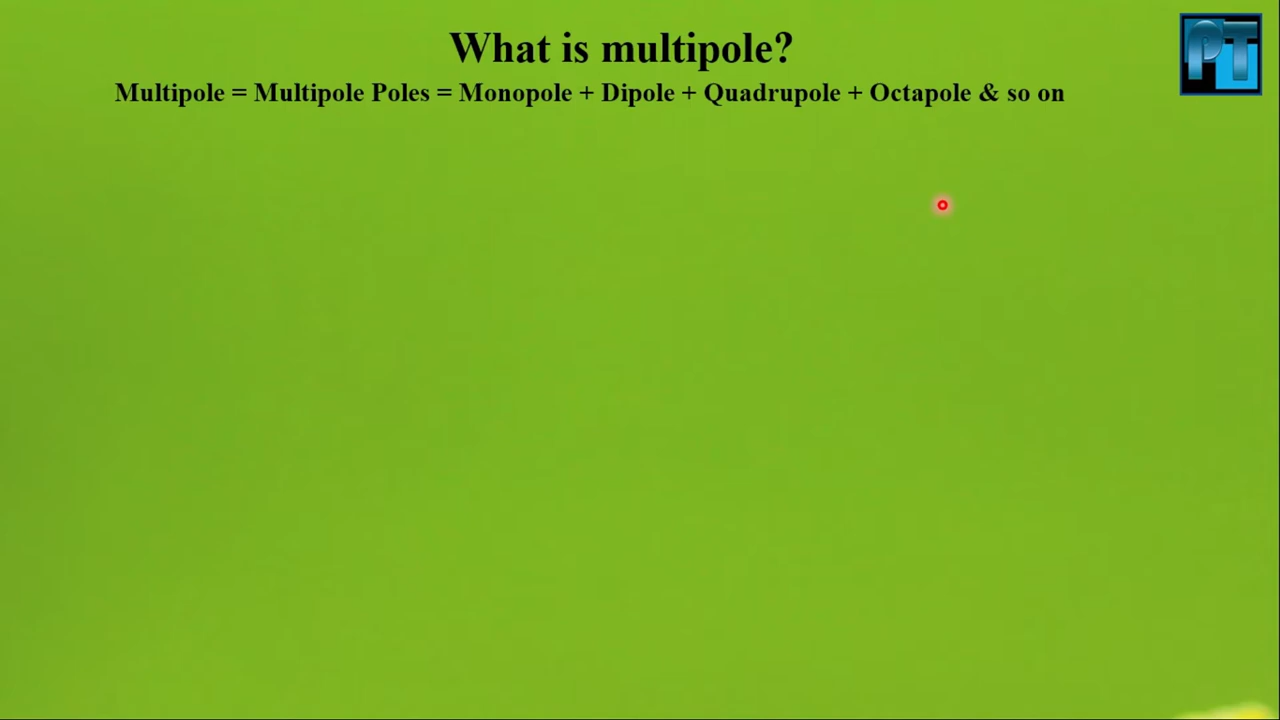 What is multipole?
PT
Multipole = Multipole Poles = Monopole + Dipole + Quadrupole + Octapole & so on